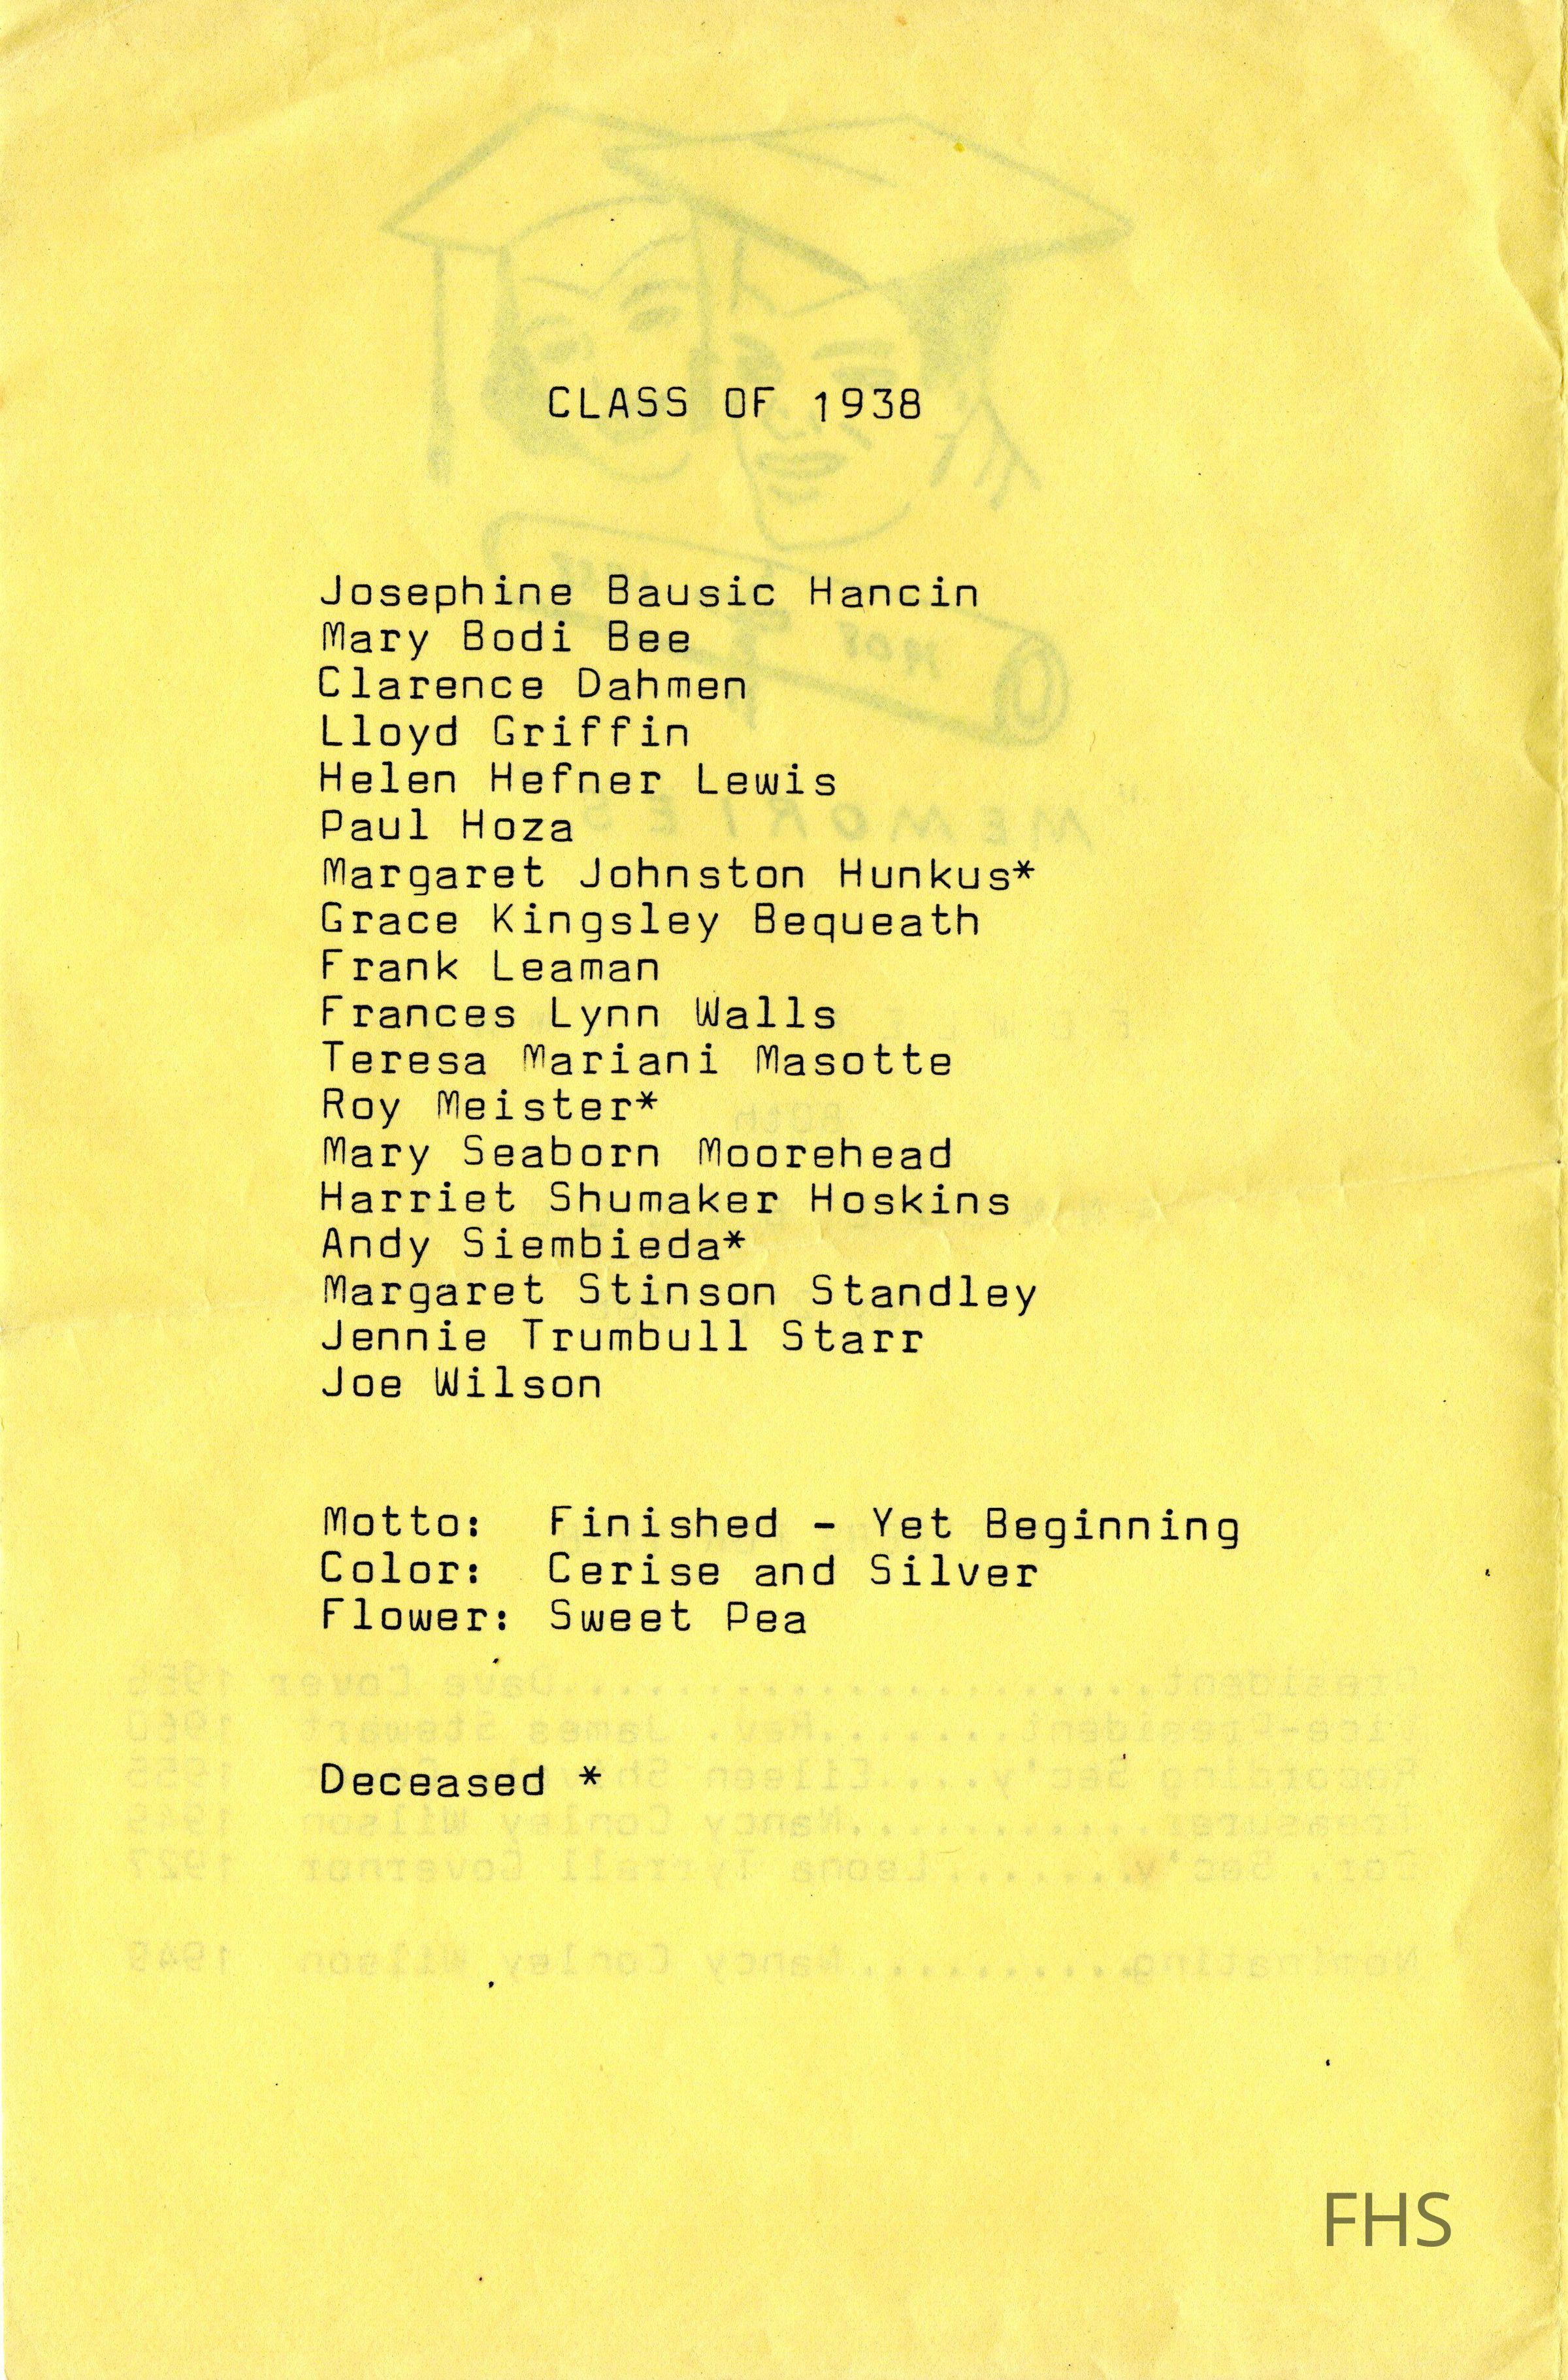 CLASS OF 1938
Josephine Bausic Hancin
Mary Bodi Bee
Clarence Dahmen
Lloyd Griffin
Helen Hefner Lewis
Paul Hoza
Margaret Johnston Hunkus*
Grace Kingsley Bequeath
Frank Leaman
Frances Lynn Walls
Teresa Mariani Masotte
Roy Meister*
Mary Seaborn Moorehead
Harriet Shumaker Hoskins
Andy Siembieda*
Margaret Stinson Standley
Jennie Trumbull Starr
Joe Wilson
Motto: Finished - Yet Beginning
Color: Cerise and Silver
Flower: Sweet Pea
Deceased *
FHS